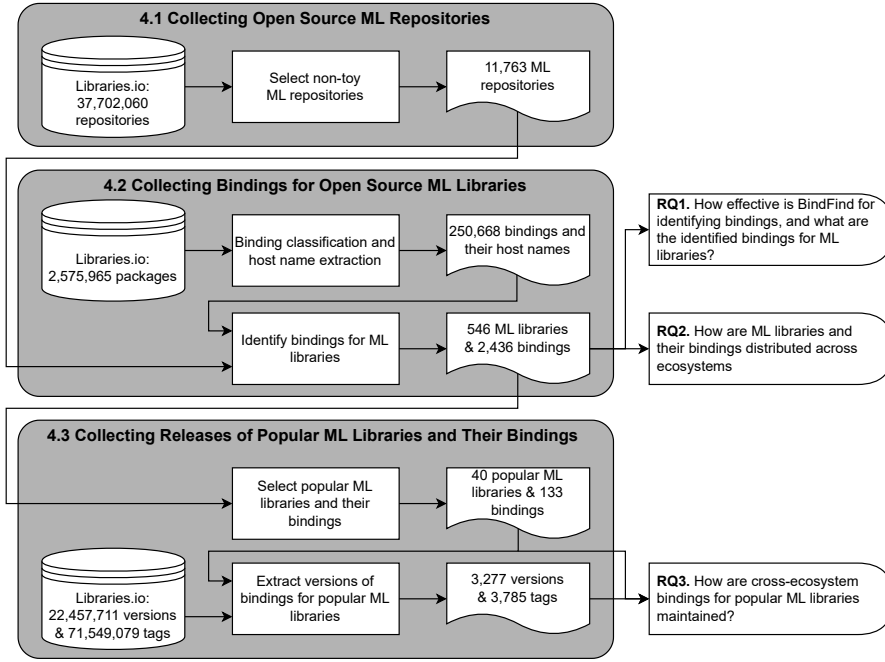 4.1 Collecting Open Source ML Repositories
Libraries.io:
37,702,060
repositories
Select non-toy
ML repositories
11,763 ML
repositories
4.2 Collecting Bindings for Open Source ML Libraries
Libraries.io:
2,575,965 packages
Binding classification and
host name extraction
250,668 bindings and
their host names
Identify bindings for ML
libraries
546 ML libraries
& 2,436 bindings
RQ1. How effective is BindFind for
identifying bindings, and what are
the identified bindings for ML
libraries?
RQ2. How are ML libraries and
their bindings distributed across
ecosystems
4.3 Collecting Releases of Popular ML Libraries and Their Bindings
Select popular ML
libraries and their
bindings
40 popular ML
libraries & 133
bindings
Libraries.io:
22,457,711 versions
& 71,549,079 tags
Extract versions of
bindings for popular ML
libraries
3,277 versions
& 3,785 tags
RQ3. How are cross-ecosystem
bindings for popular ML libraries
maintained?